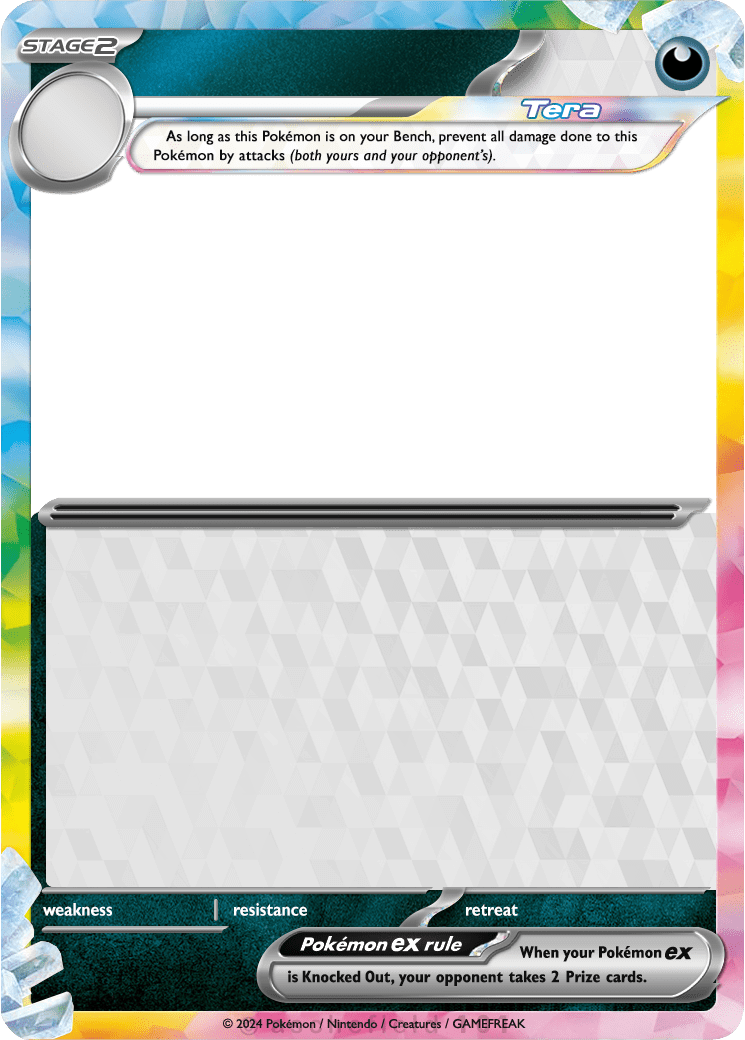 STAGE2
Tera
As long as this Pokémon is on your Bench, prevent all damage done to this
Pokémon by attacks (both yours and your opponent's).
weakness
resistance
retreat
Pokémon ex rule
When your Pokémon ex
is Knocked Out, your opponent takes 2 Prize cards.
© 2024 Pokémon / Nintendo / Creatures / GAMEFREAK